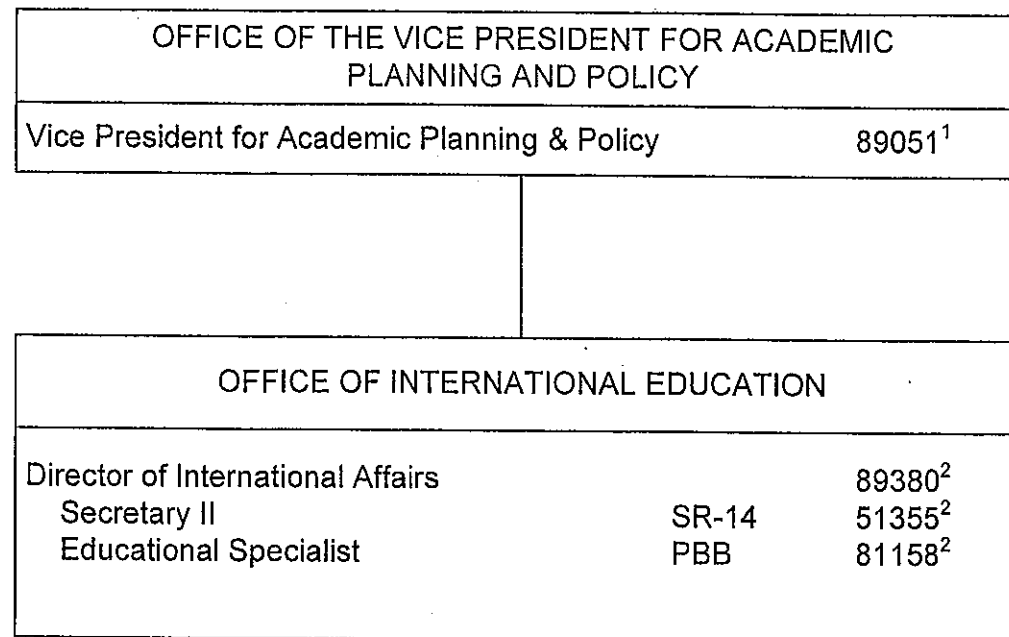 OFFICE OF THE VICE PRESIDENT FOR ACADEMIC
PLANNING AND POLICY
Vice President for Academic Planning & Policy 89051¹
OFFICE OF INTERNATIONAL EDUCATION
Director of International Affairs 89380²
Secretary II SR-14 51355²
Educational Specialist PBB 81158²